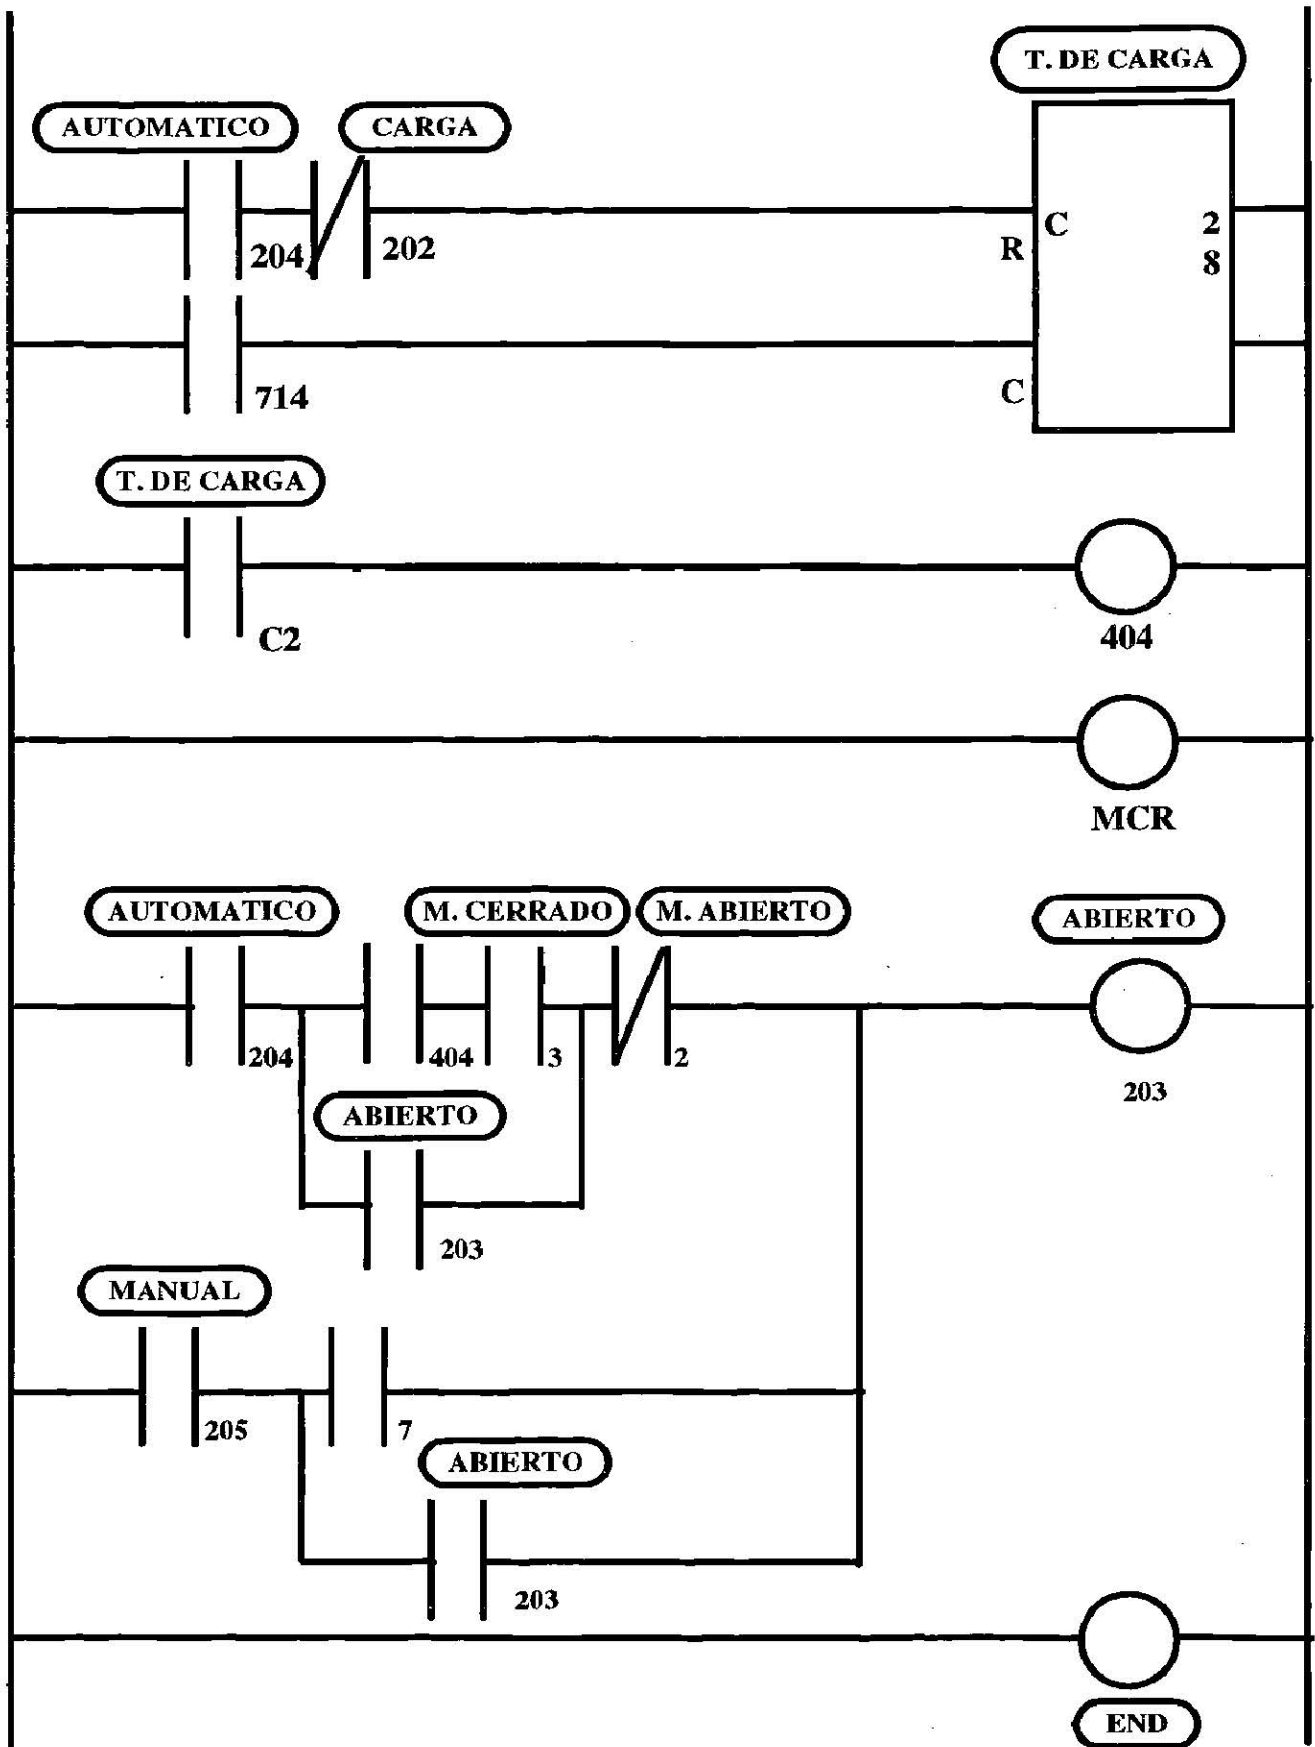 T. DE CARGA
AUTOMATICO CARGA
204 202 R C 2
8
714 C
T. DE CARGA
C2 404
MCR
AUTOMATICO M. CERRADO M. ABIERTO ABIERTO
204 404 3 2
203
ABIERTO
203
MANUAL
205 7
ABIERTO
203
END